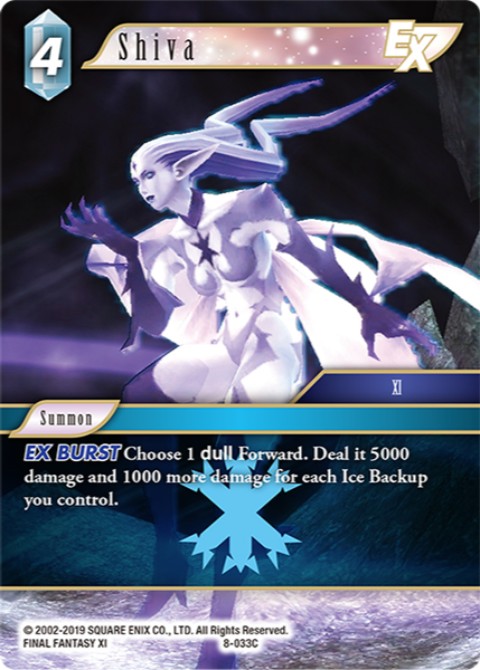 4
Shiva
EX
XI
Summon
EX BURST Choose 1 dull Forward. Deal it 5000
damage and 1000 more damage for each Ice Backup
you control.
© 2002-2019 SQUARE ENIX CO., LTD. All Rights Reserved.
FINAL FANTASY XI 8-033C